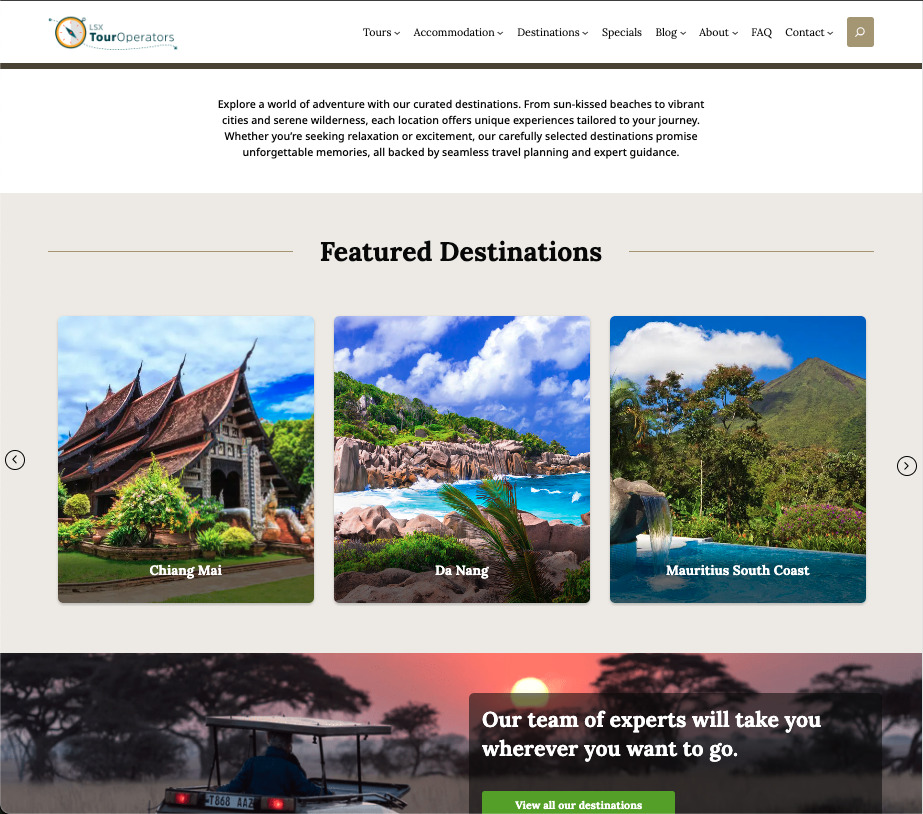 LSX
TourOperators
Tours Accommodation Destinations Specials Blog About FAQ Contact
Explore a world of adventure with our curated destinations. From sun-kissed beaches to vibrant
cities and serene wilderness, each location offers unique experiences tailored to your journey.
Whether you're seeking relaxation or excitement, our carefully selected destinations promise
unforgettable memories, all backed by seamless travel planning and expert guidance.
Featured Destinations
Chiang Mai
Da Nang
Mauritius South Coast
Our team of experts will take you
wherever you want to go.
T868 AAZ
View all our destinations